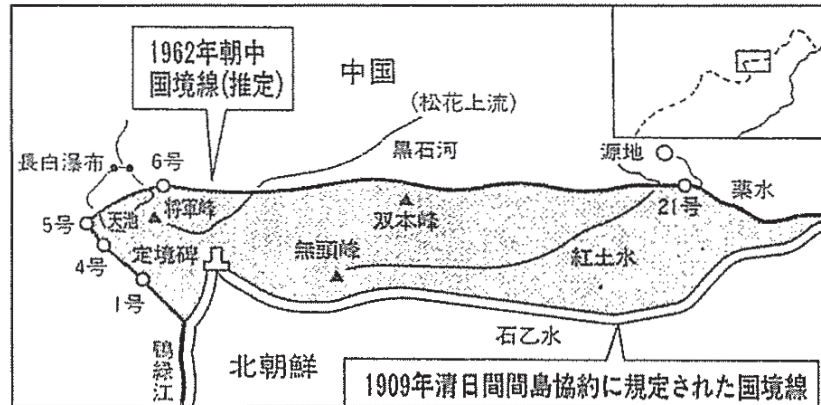 1962年朝中
国境線(推定)
中国
(松花上流)
黒石河
源地
長白瀑布
6号
薬水
21号
将軍峰
天池
5号
双本峰
定境碑
無頭峰
紅土水
4号
1号
石乙水
鴨緑江
北朝鮮
1909年清日間間島協約に規定された国境線